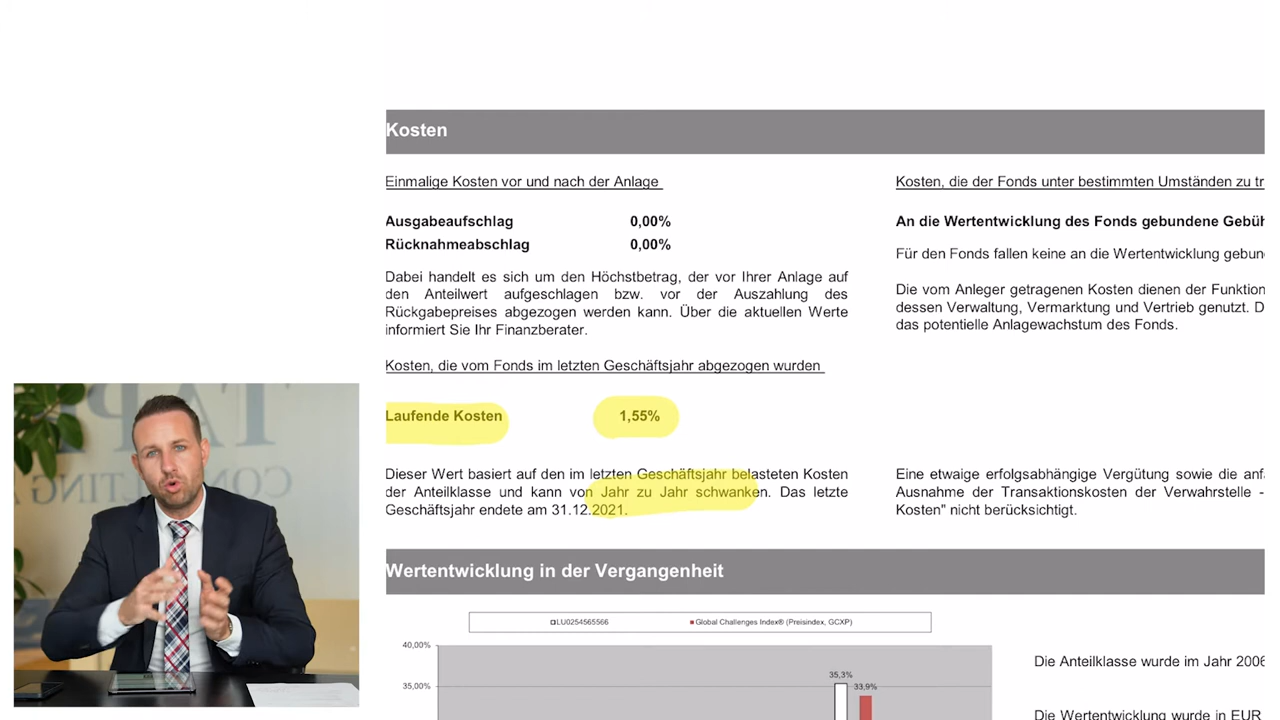 Kosten
Einmalige Kosten vor und nach der Anlage
Ausgabeaufschlag 0,00%
Rücknahmeabschlag 0,00%
Dabei handelt es sich um den Höchstbetrag, der vor Ihrer Anlage auf
den Anteilwert aufgeschlagen bzw. vor der Auszahlung des
Rückgabepreises abgezogen werden kann. Über die aktuellen Werte
informiert Sie Ihr Finanzberater.
Kosten, die vom Fonds im letzten Geschäftsjahr abgezogen wurden
Laufende Kosten 1,55%
Dieser Wert basiert auf den im letzten Geschäftsjahr belasteten Kosten
der Anteilklasse und kann von Jahr zu Jahr schwanken. Das letzte
Geschäftsjahr endete am 31.12.2021.
Kosten, die der Fonds unter bestimmten Umständen zu tr
An die Wertentwicklung des Fonds gebundene Gebüh
Für den Fonds fallen keine an die Wertentwicklung gebun
Die vom Anleger getragenen Kosten dienen der Funktion
dessen Verwaltung, Vermarktung und Vertrieb genutzt. D
das potentielle Anlagewachstum des Fonds.
Eine etwaige erfolgsabhängige Vergütung sowie die anf
Ausnahme der Transaktionskosten der Verwahrstelle -
Kosten" nicht berücksichtigt.
Wertentwicklung in der Vergangenheit
LU0254565566 Global Challenges Index® (Preisindex, GCXP)
40,00%
35,00%
35,3%
33,9%
Die Anteilklasse wurde im Jahr 2006
Die Wertentwicklung wurde in EUR